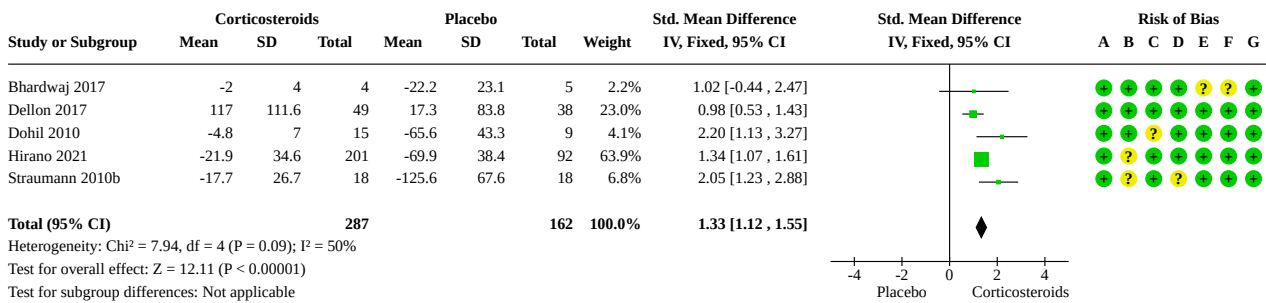 Corticosteroids Placebo Std. Mean Difference Std. Mean Difference Risk of Bias
Study or Subgroup Mean SD Total Mean SD Total Weight IV, Fixed, 95% CI IV, Fixed, 95% CI A B C D E F G
Bhardwaj 2017 -2 4 4 -22.2 23.1 5 2.2% 1.02 [-0.44 , 2.47] + + + + ? ? +
Dellon 2017 117 111.6 49 17.3 83.8 38 23.0% 0.98 [0.53 , 1.43] + + + + + + +
Dohil 2010 -4.8 7 15 -65.6 43.3 9 4.1% 2.20 [1.13 , 3.27] + + ? + + + +
Hirano 2021 -21.9 34.6 201 -69.9 38.4 92 63.9% 1.34 [1.07 , 1.61] + ? + + + + +
Straumann 2010b -17.7 26.7 18 -125.6 67.6 18 6.8% 2.05 [1.23 , 2.88] + ? + ? + + +
Total (95% CI) 287 162 100.0% 1.33 [1.12 , 1.55]
Heterogeneity: Chi² = 7.94, df = 4 (P = 0.09); I² = 50%
Test for overall effect: Z = 12.11 (P < 0.00001)
-4 -2 0 2 4
Test for subgroup differences: Not applicable Placebo Corticosteroids